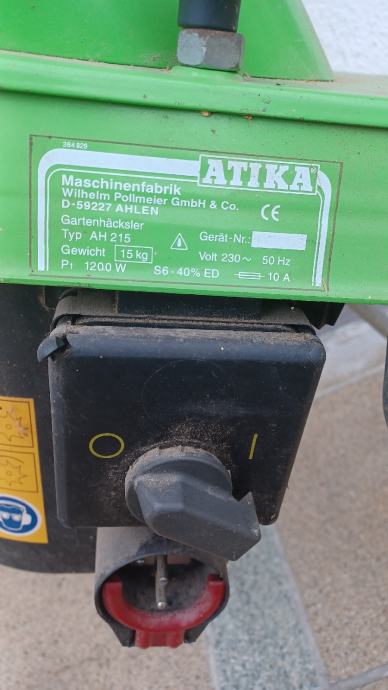 364 929
ATIKA®
Maschinenfabrik
Wilhelm Pollmeier GmbH & Co.
D-59227 AHLEN
CE
Gartenhäcksler
Typ AH 215
Gerät-Nr.:
Gewicht 15 kg
Volt 230 ~ 50 Hz
P1 1200 W S6-40% ED 10 A
O I